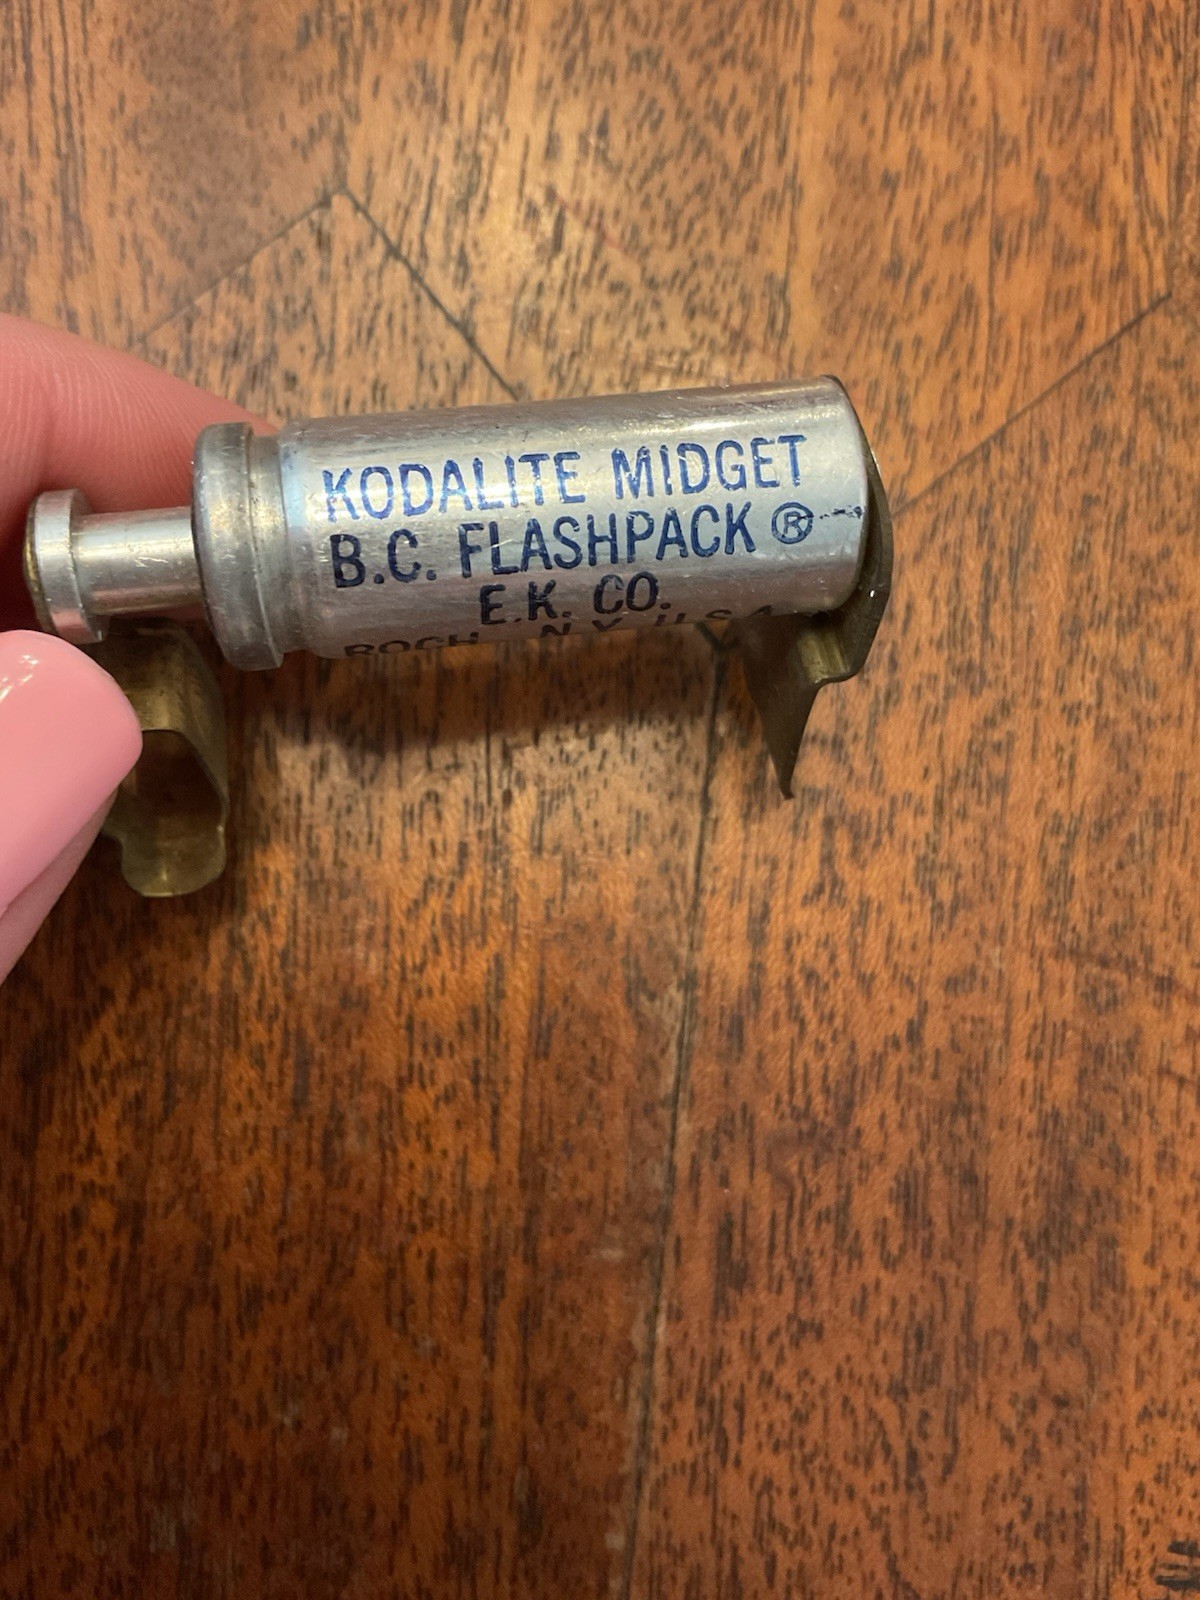 KODALITE MIDGET
B.C. FLASHPACK ®
E.K. CO.
ROCH. N.Y. U.S.A.